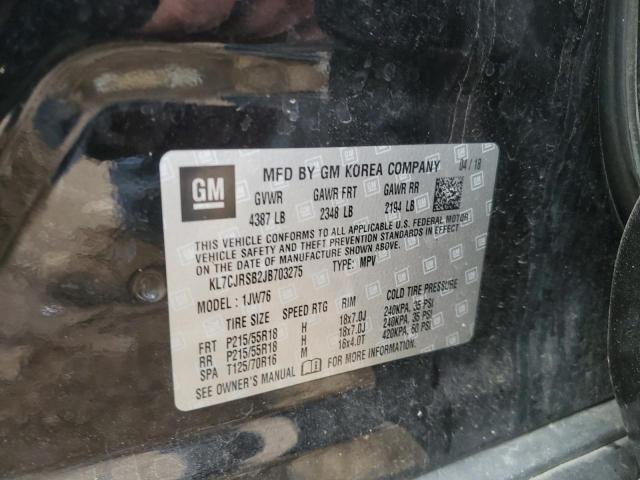 GM
MFD BY GM KOREA COMPANY 04/18
GVWR GAWR FRT GAWR RR
4387 LB 2348 LB 2194 LB
THIS VEHICLE CONFORMS TO ALL APPLICABLE U.S. FEDERAL MOTOR
VEHICLE SAFETY AND THEFT PREVENTION STANDARDS IN EFFECT
ON THE DATE OF MANUFACTURE SHOWN ABOVE.
KL7CJRSB2JB703275 TYPE: MPV
MODEL: 1JW76
TIRE SIZE SPEED RTG RIM COLD TIRE PRESSURE
FRT P215/55R18 H 18x7.0J 240KPA, 35 PSI
RR P215/55R18 H 18x7.0J 240KPA, 35 PSI
SPA T125/70R16 M 16x4.0T 420KPA, 60 PSI
SEE OWNER'S MANUAL FOR MORE INFORMATION.